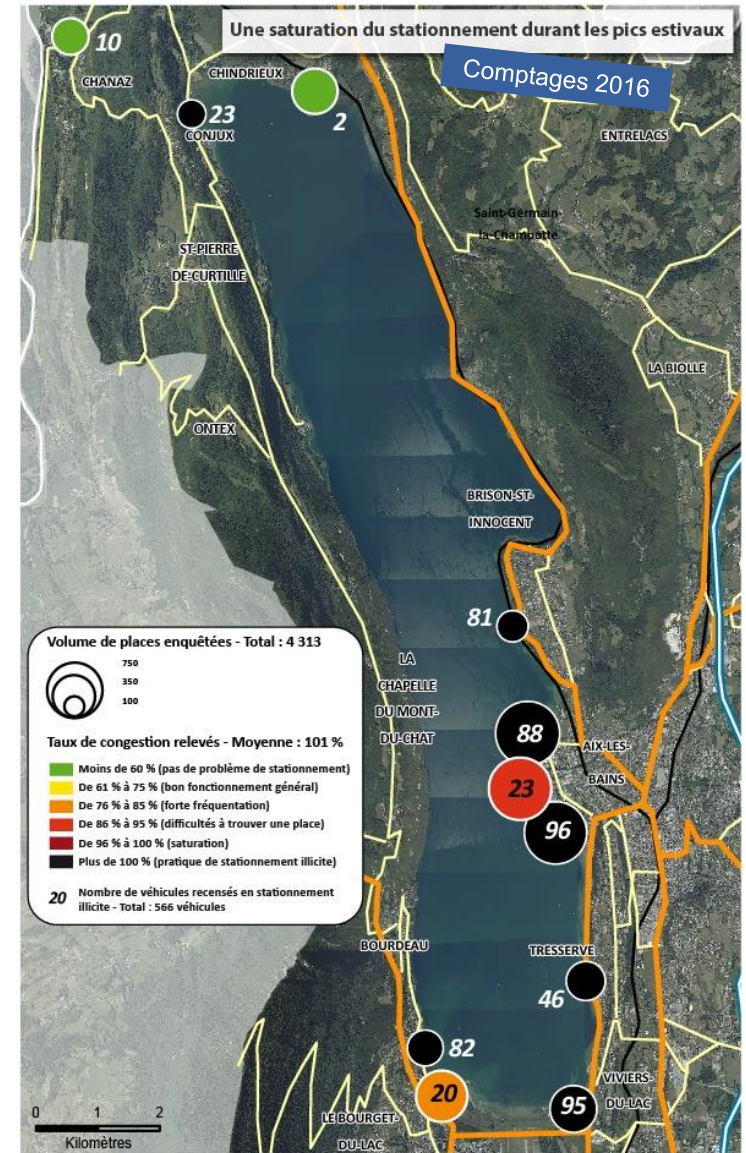 Une saturation du stationnement durant les pics estivaux
Comptages 2016
10
CHANAZ
CHINDRIEUX
23
CONJUX
2
ENTRELACS
Saint-Germain-
la-Chambotte
ST-PIERRE
DE-CURTILLE
LA BIOLLE
ONTEX
BRISON-ST-
INNOCENT
81
LA
CHAPELLE
DU MONT-
DU-CHAT
88
AIX-LES-
BAINS
23
96
Volume de places enquêtées - Total : 4 313
750
350
100
Taux de congestion relevés - Moyenne : 101 %
Moins de 60 % (pas de problème de stationnement)
De 61 % à 75 % (bon fonctionnement général)
De 76 % à 85 % (forte fréquentation)
De 86 % à 95 % (difficultés à trouver une place)
De 96 % à 100 % (saturation)
Plus de 100 % (pratique de stationnement illicite)
20 Nombre de véhicules recensés en stationnement
illicite - Total : 566 véhicules
BOURDEAU
TRESSERVE
46
82
20
95
VIVIERS-
DU-LAC
LE BOURGET-
DU-LAC
0 1 2
Kilomètres